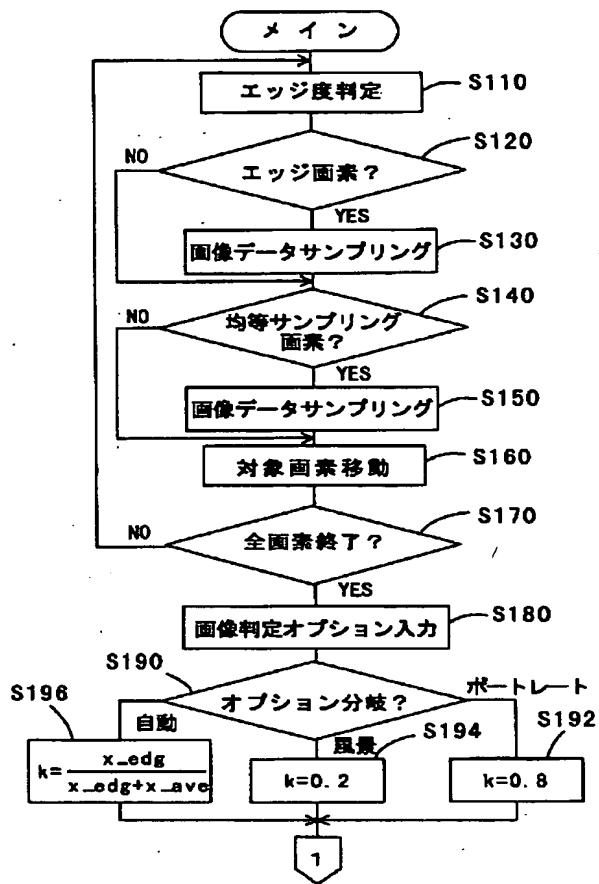 メイン
エッジ度判定
S110
エッジ画素？
S120
NO
YES
画像データサンプリング
S130
均等サンプリング
画素？
S140
NO
YES
画像データサンプリング
S150
対象画素移動
S160
全画素終了？
S170
NO
YES
画像判定オプション入力
S180
オプション分岐？
S190
自動
風景
ポートレート
S196
k=x_edg/x_edg+x_ave
S194
k=0.2
S192
k=0.8
1